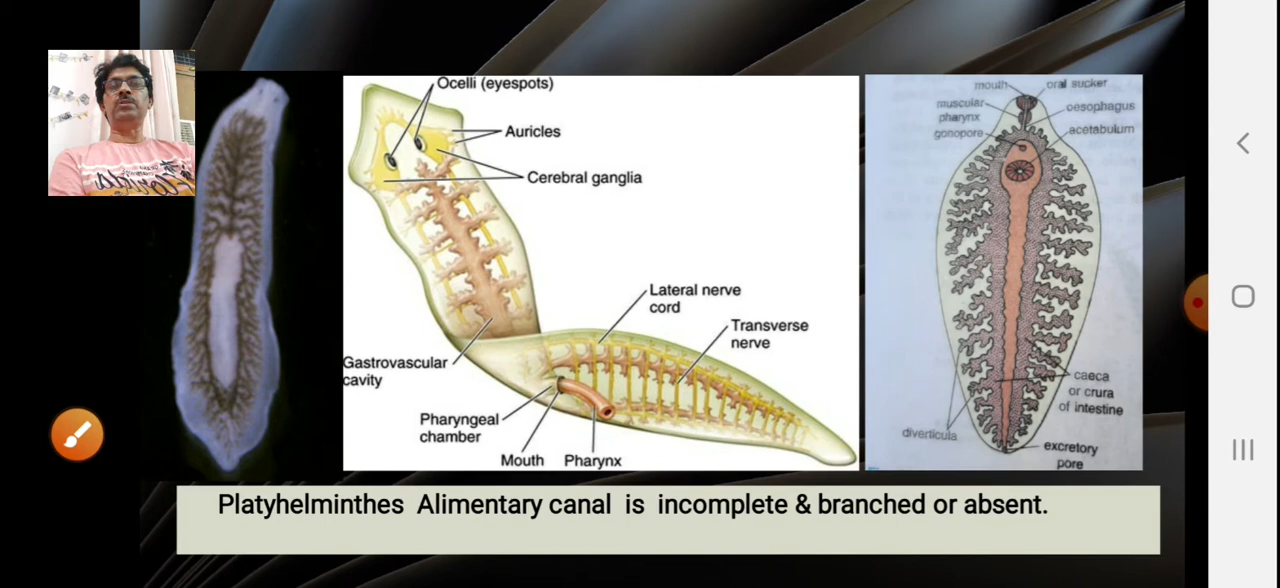 Ocelli (eyespots)
Auricles
Cerebral ganglia
Lateral nerve
cord
Transverse
nerve
Gastrovascular
cavity
Pharyngeal
chamber
Mouth
Pharynx
mouth
oral sucker
muscular
pharynx
oesophagus
gonopore
acetabulum
caeca
or crura
of intestine
diverticula
excretory
pore
Platyhelminthes Alimentary canal is incomplete & branched or absent.